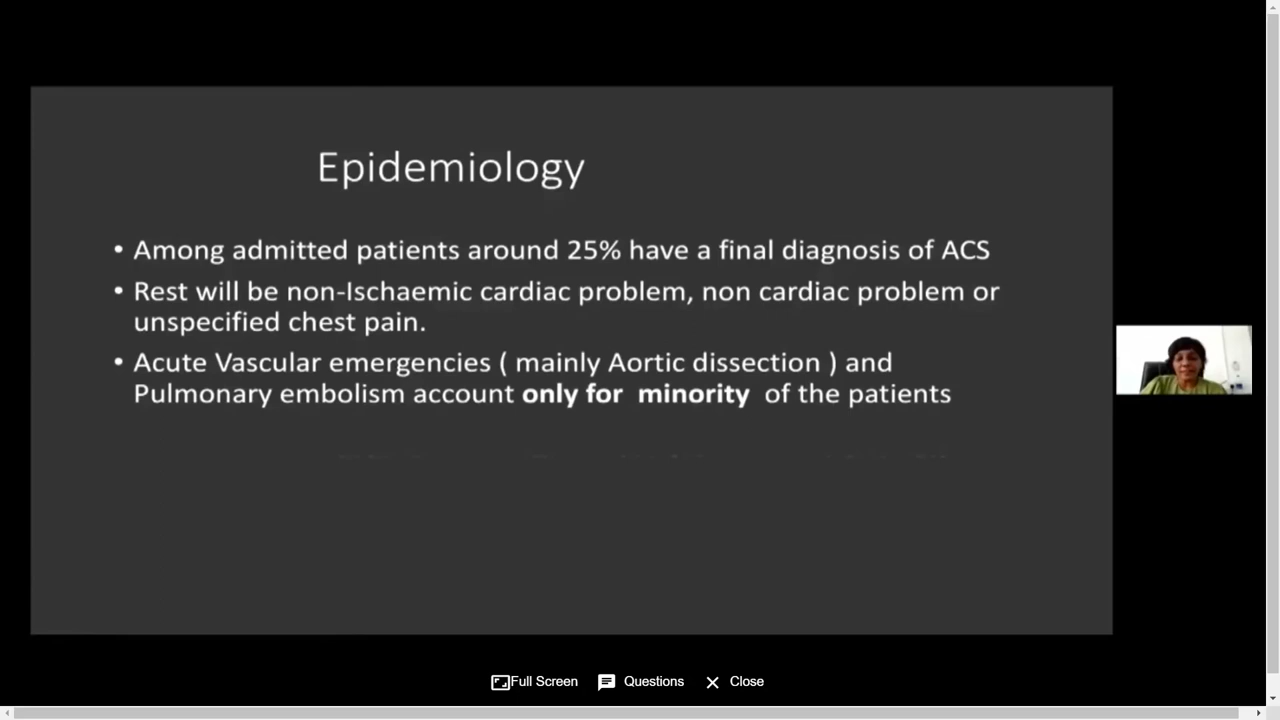 Epidemiology
• Among admitted patients around 25% have a final diagnosis of ACS
• Rest will be non-Ischaemic cardiac problem, non cardiac problem or
unspecified chest pain.
• Acute Vascular emergencies ( mainly Aortic dissection ) and
Pulmonary embolism account only for minority of the patients
Full Screen Questions Close